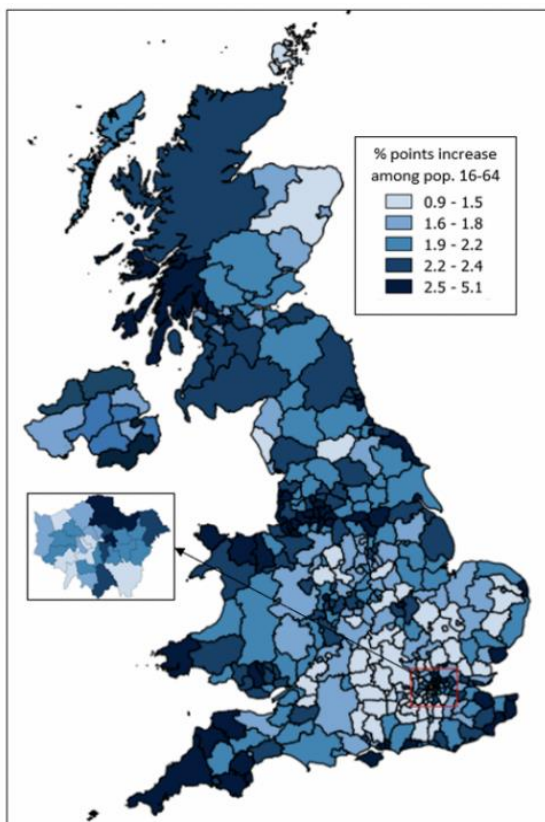 % points increase
among pop. 16-64
0.9 - 1.5
1.6 - 1.8
1.9 - 2.2
2.2 - 2.4
2.5 - 5.1